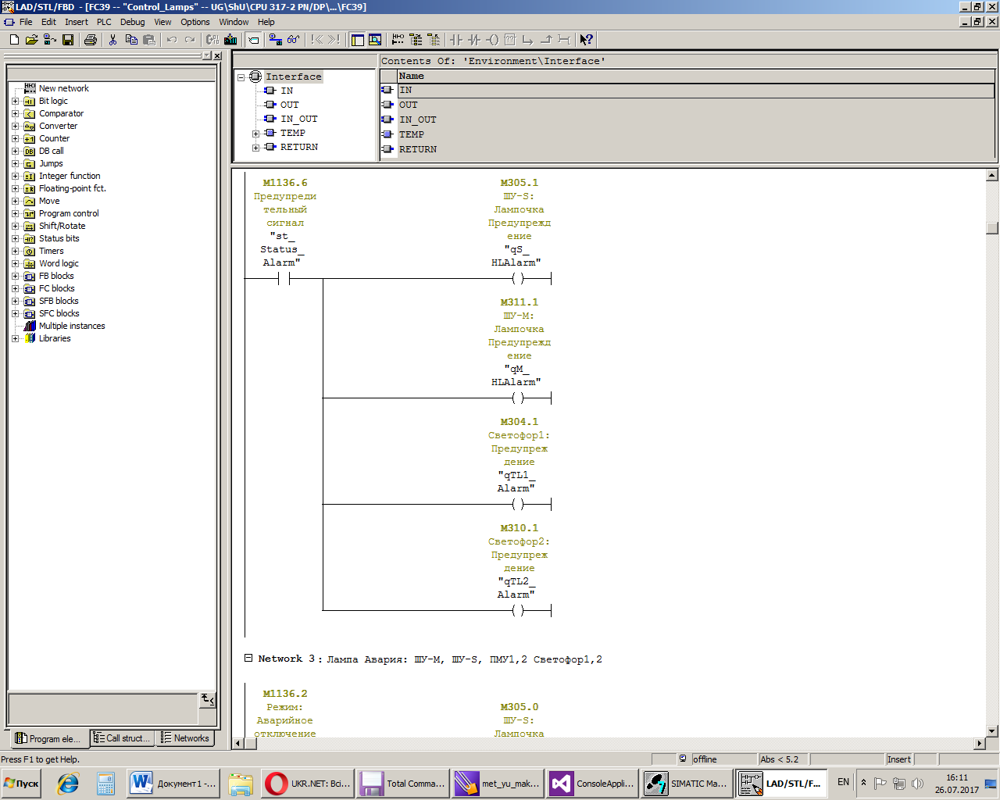 LAD/STL/FBD - [FC39 -- "Control_Lamps" -- UG\ShU\CPU 317-2 PN/DP\...\FC39]
File Edit Insert PLC Debug View Options Window Help
Contents Of: 'Environment\Interface'
Interface
IN
OUT
IN_OUT
TEMP
RETURN
Name
IN
OUT
IN_OUT
TEMP
RETURN
New network
Bit logic
Comparator
Converter
Counter
DB call
Jumps
Integer function
Floating-point fct.
Move
Program control
Shift/Rotate
Status bits
Timers
Word logic
FB blocks
FC blocks
SFB blocks
SFC blocks
Multiple instances
Libraries
Program ele... Call struct... Networks
M1136.6
Предупреди
тельный
сигнал
"st_
Status_
Alarm"
M305.1
ШУ-S:
Лампочка
Предупрежд
ение
"qS_
HLAlarm"
M311.1
ШУ-М:
Лампочка
Предупрежд
ение
"qM_
HLAlarm"
M304.1
Светофор1:
Предупреж
дение
"qTL1_
Alarm"
M310.1
Светофор2:
Предупреж
дение
"qTL2_
Alarm"
Network 3 : Лампа Авария: ШУ-М, ШУ-S, ПМУ1,2 Светофор1,2
M1136.2
Режим:
Аварийное
отключение
M305.0
ШУ-S:
Лампочка
Press F1 to get Help.
offline
Abs < 5.2
Insert
Пуск
Документ1 -...
UKR.NET: Всі...
Total Comma...
met_yu_mak...
ConsoleAppli...
SIMATIC Ma...
LAD/STL/F...
EN
16:11
26.07.2017